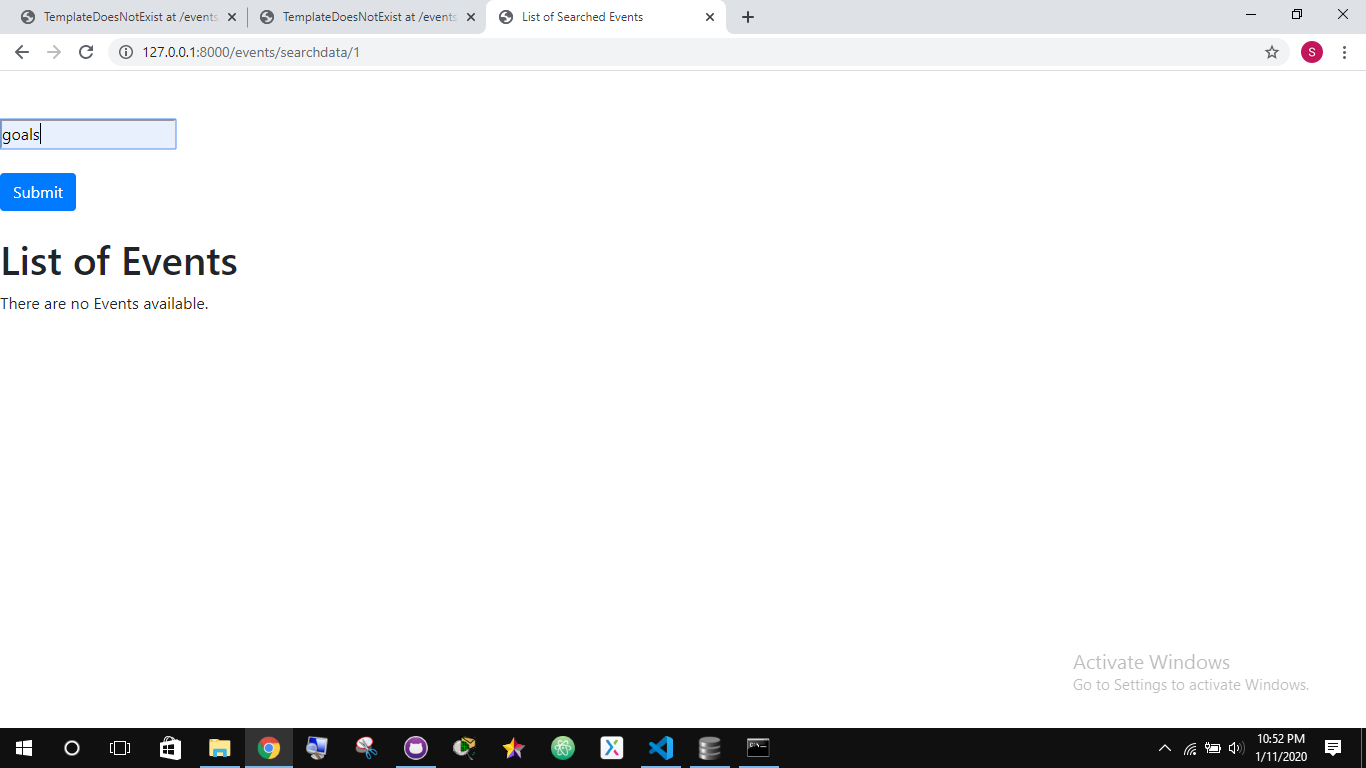 TemplateDoesNotExist at /events
TemplateDoesNotExist at /events
List of Searched Events
127.0.0.1:8000/events/searchdata/1
S
goals
Submit
List of Events
There are no Events available.
Activate Windows
Go to Settings to activate Windows.
10:52 PM
1/11/2020